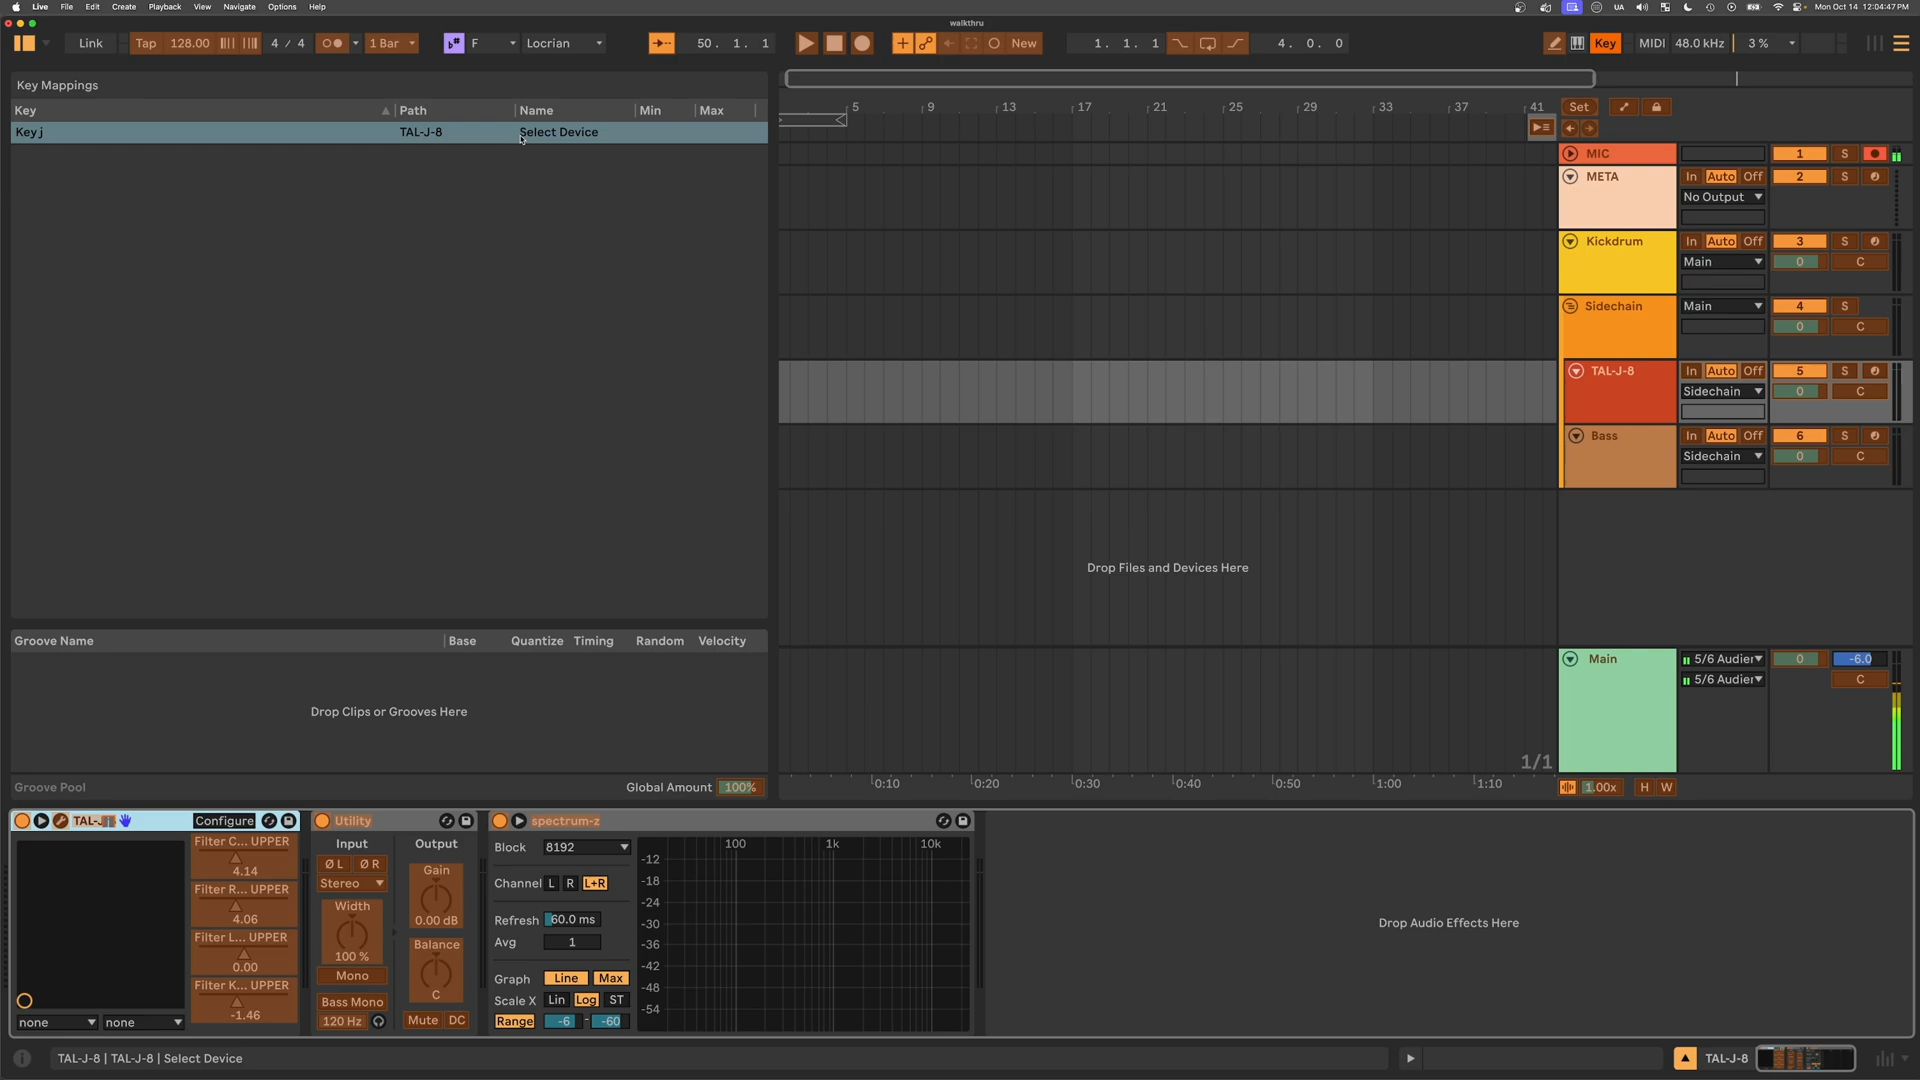 Live File Edit Create Playback View Navigate Options Help
UA Mon Oct 14 12:04:47 PM
walkthru
Link Tap 128.00 4 / 4 1 Bar F Locrian 50. 1. 1 New 1. 1. 1 4. 0. 0 Key MIDI 48.0 kHz 3 %
Key Mappings
Key Path Name Min Max
Key j TAL-J-8 Select Device
5 9 13 17 21 25 29 33 37 41
Set
MIC 1 S
META In Auto Off 2 S
No Output
Kickdrum In Auto Off 3 S
Main 0 C
Sidechain Main 4 S
0 C
TAL-J-8 In Auto Off 5 S
Sidechain 0 C
Bass In Auto Off 6 S
Sidechain 0 C
Drop Files and Devices Here
Groove Name Base Quantize Timing Random Velocity
Drop Clips or Grooves Here
Groove Pool Global Amount 100%
Main 5/6 Audier 0 -6.0
5/6 Audier C
1/1
0:10 0:20 0:30 0:40 0:50 1:00 1:10
1.00x H W
Configure
Filter C... UPPER
4.14
Filter R... UPPER
4.06
Filter L... UPPER
0.00
Filter K... UPPER
-1.46
none none
Utility
Input Output
Ø L Ø R
Stereo
Width
100 %
Mono
Bass Mono
120 Hz
Gain
0.00 dB
Balance
C
Mute DC
spectrum-z
Block 8192
Channel L R L+R
Refresh 60.0 ms
Avg 1
Graph Line Max
Scale X Lin Log ST
Range -6 - -60
100 1k 10k
-12
-18
-24
-30
-36
-42
-48
-54
Drop Audio Effects Here
TAL-J-8 | TAL-J-8 | Select Device
TAL-J-8